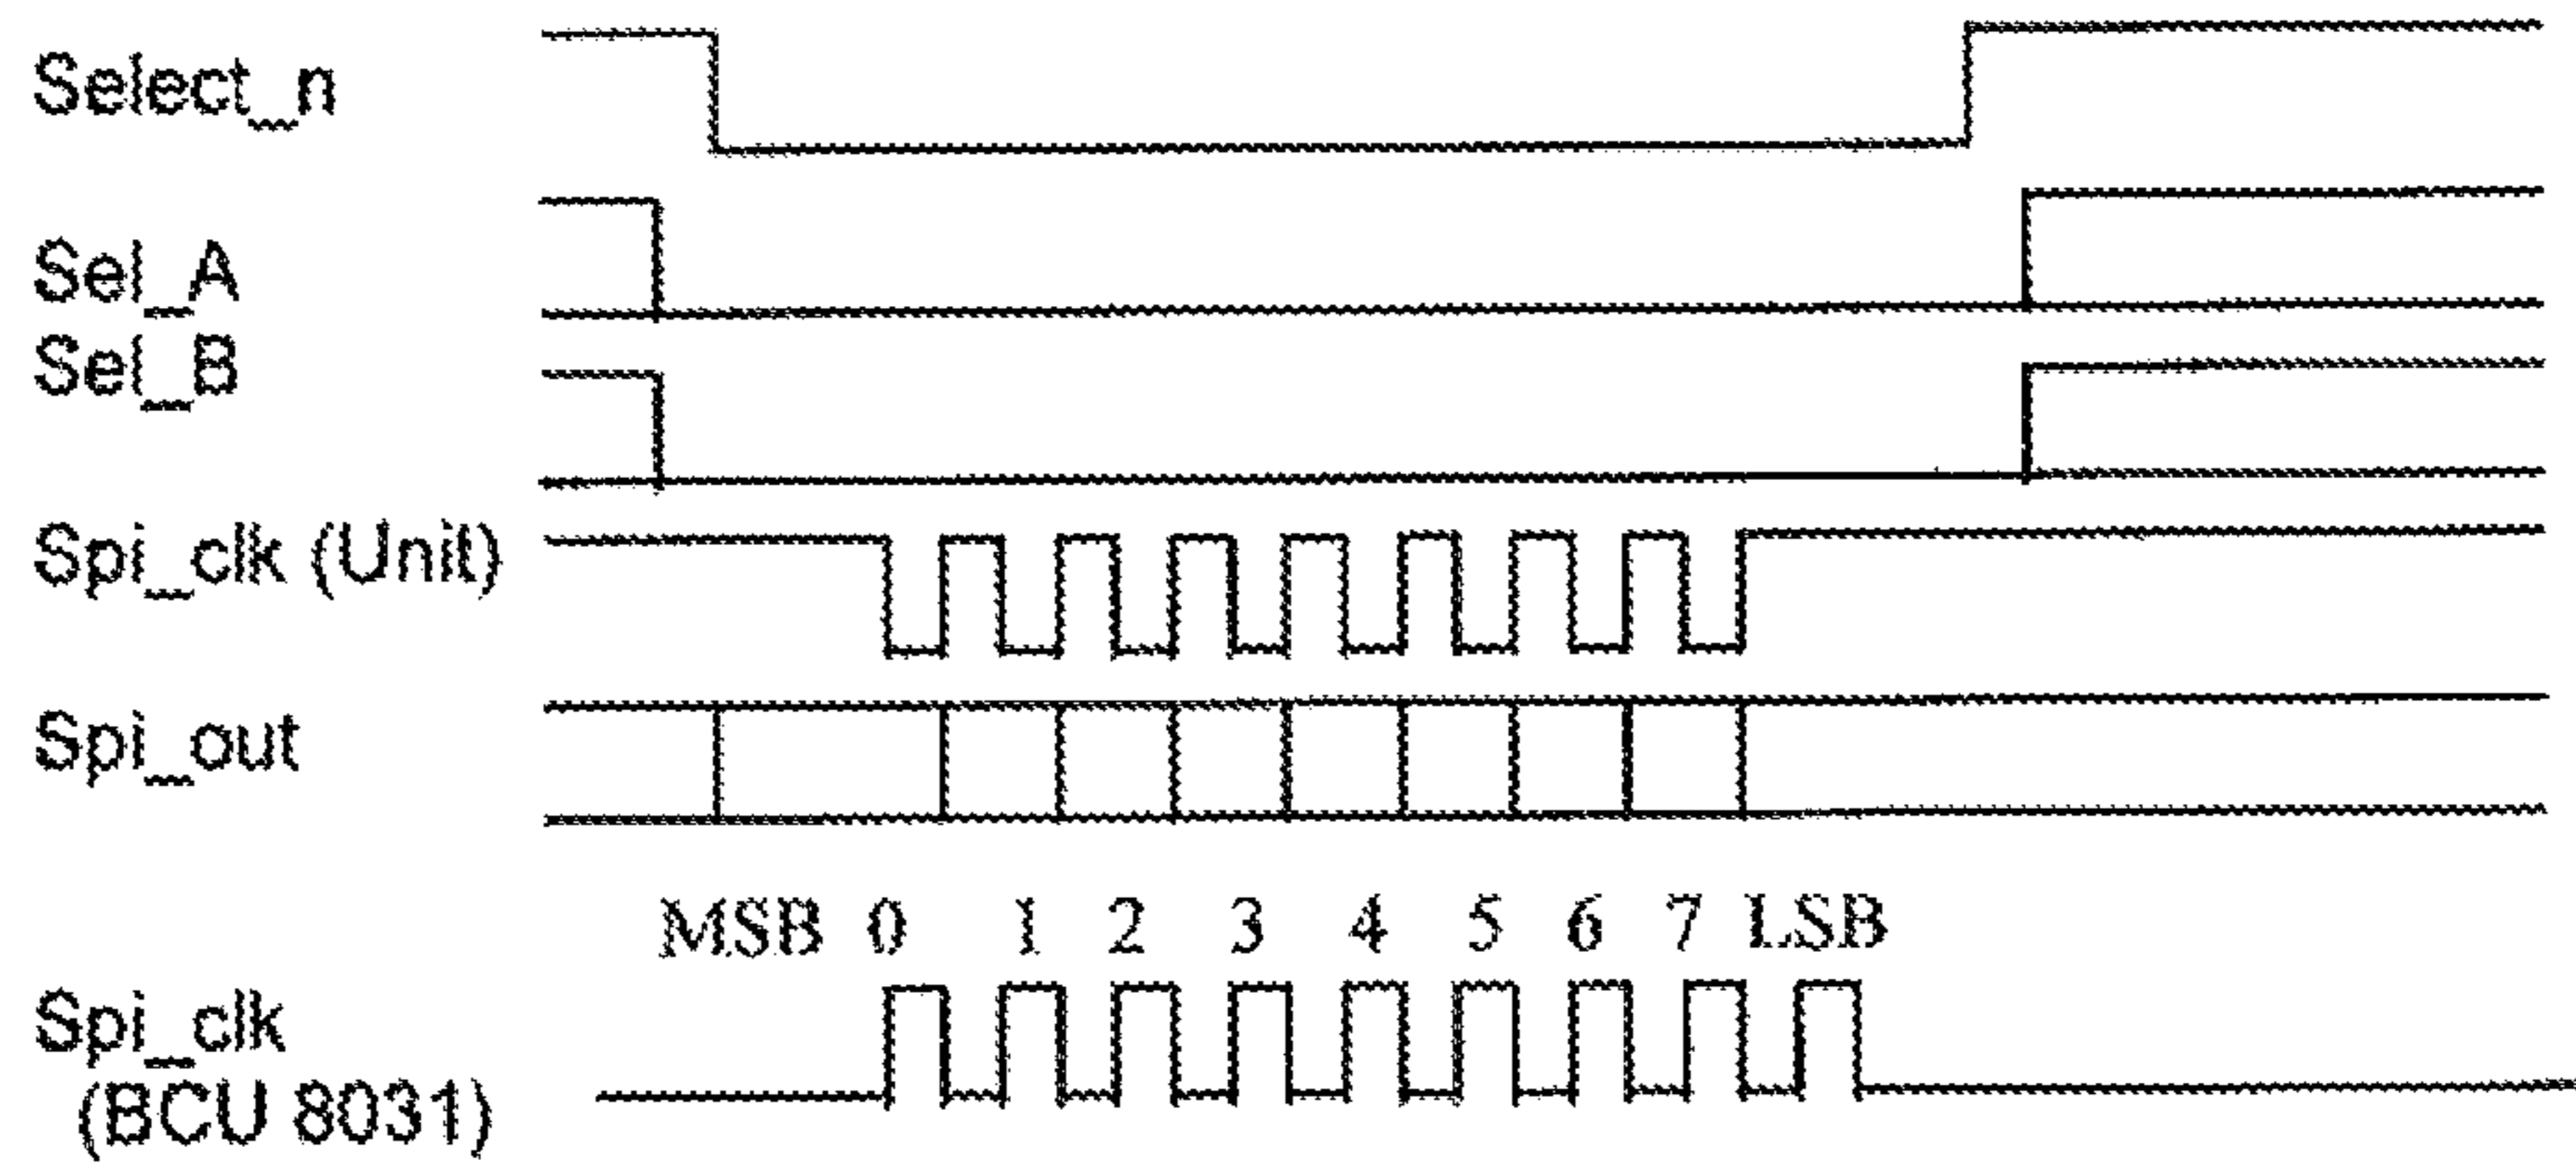 Select_n
Sel_A
Sel_B
Spi_clk (Unit)
Spi_out
MSB 0 1 2 3 4 5 6 7 LSB
Spi_clk
(BCU 8031)